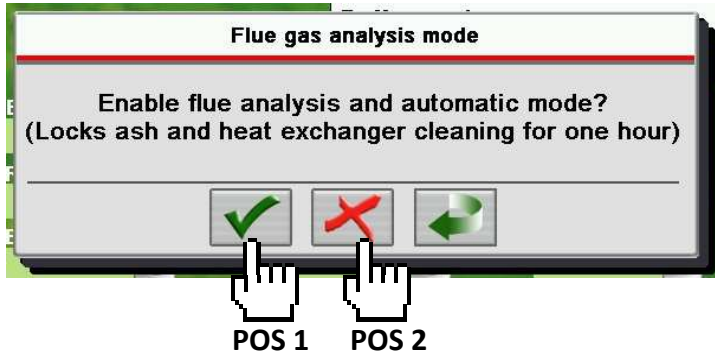 Flue gas analysis mode
Enable flue analysis and automatic mode?
(Locks ash and heat exchanger cleaning for one hour)
POS 1 POS 2